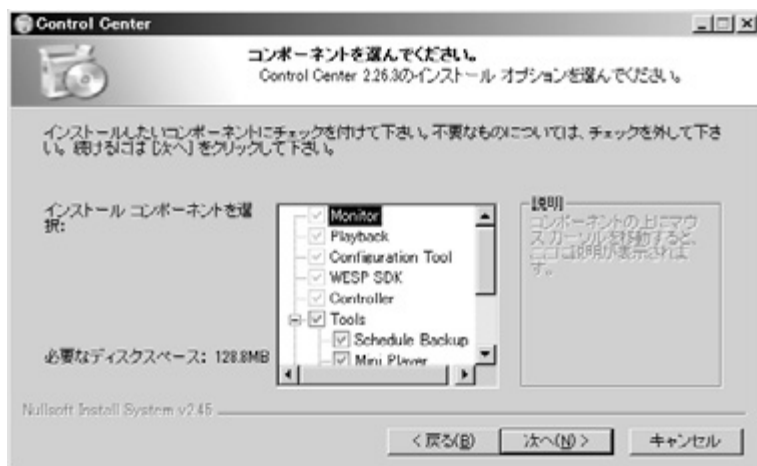 Control Center
コンポーネントを選んでください。
Control Center 2.26.3のインストール オプションを選んでください。
インストールしたいコンポーネントにチェックを付けて下さい。不要なものについては、チェックを外して下さ
い。続けるには [次へ] をクリックして下さい。
インストール コンポーネントを選
択:
Monitor
Playback
Configuration Tool
WESP SDK
Controller
Tools
Schedule Backup
Mini Player
説明
コンポーネントの上にマウ
ス カーソルを移動すると、
ここに説明が表示されま
す。
必要なディスクスペース: 128.8MB
Nullsoft Install System v2.45
< 戻る(B)
次へ(N) >
キャンセル